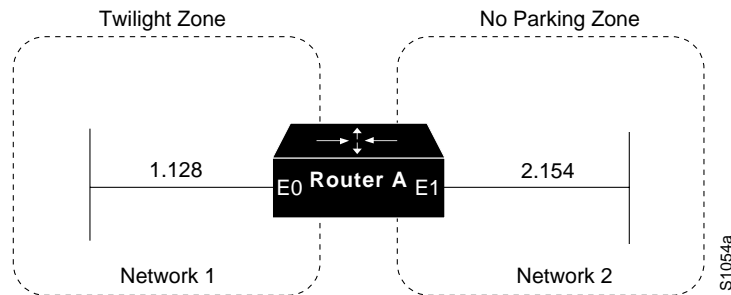 Twilight Zone
No Parking Zone
1.128
E0 Router A E1
2.154
Network 1
Network 2
S1054a